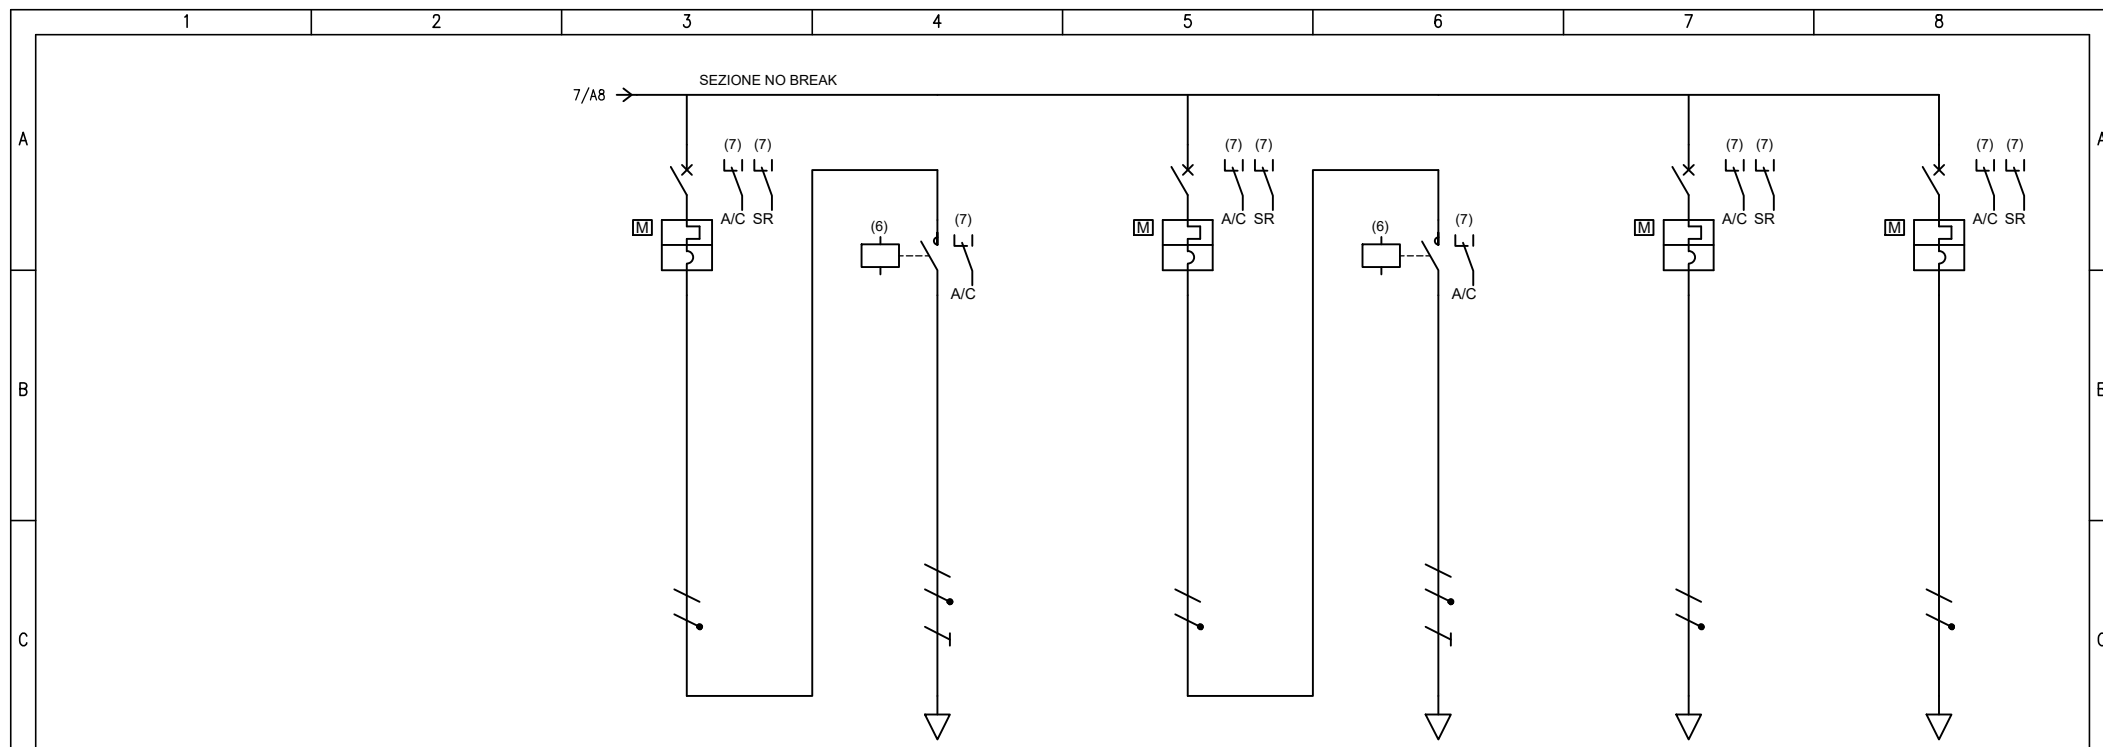 1 2 3 4 5 6 7 8
SEZIONE NO BREAK
7/A8
A A
(7) (7) (7) (7) (7) (7) (7) (7)
A/C SR A/C SR A/C SR A/C SR
M (6) (7) M (6) (7) M M
A/C A/C
B
C